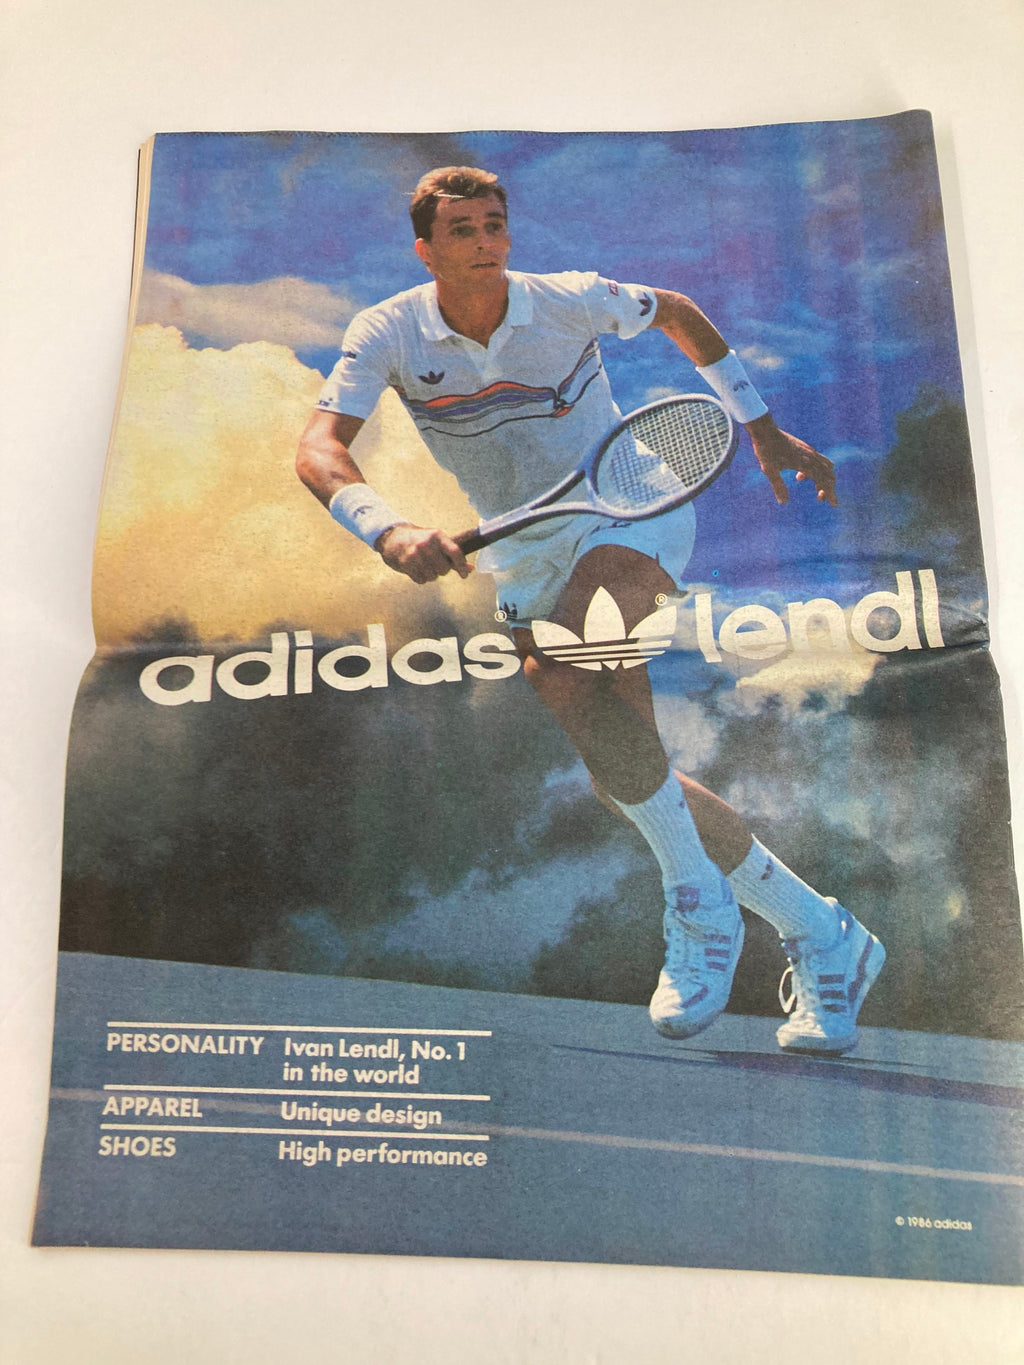 adidas® ® lendl
PERSONALITY Ivan Lendl, No. 1
in the world
APPAREL Unique design
SHOES High performance
© 1986 adidas